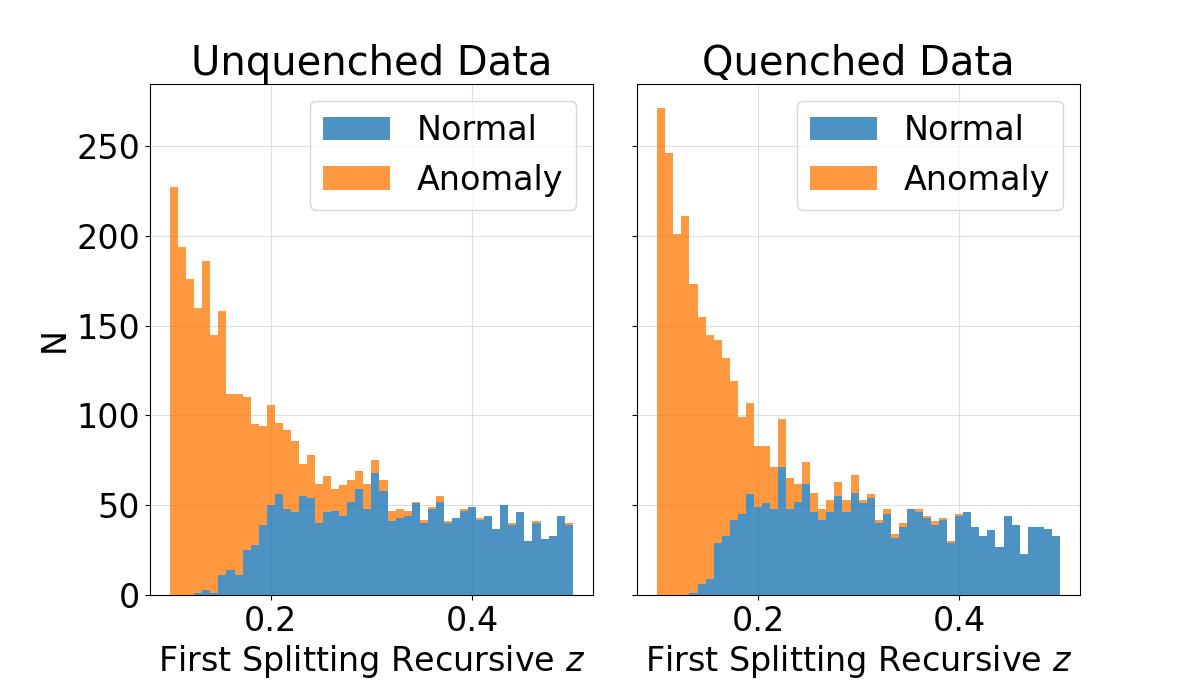 Unquenched Data
Quenched Data
Normal
Anomaly
Normal
Anomaly
250
200
150
100
50
0
N
0.2
0.4
0.2
0.4
First Splitting Recursive z
First Splitting Recursive z